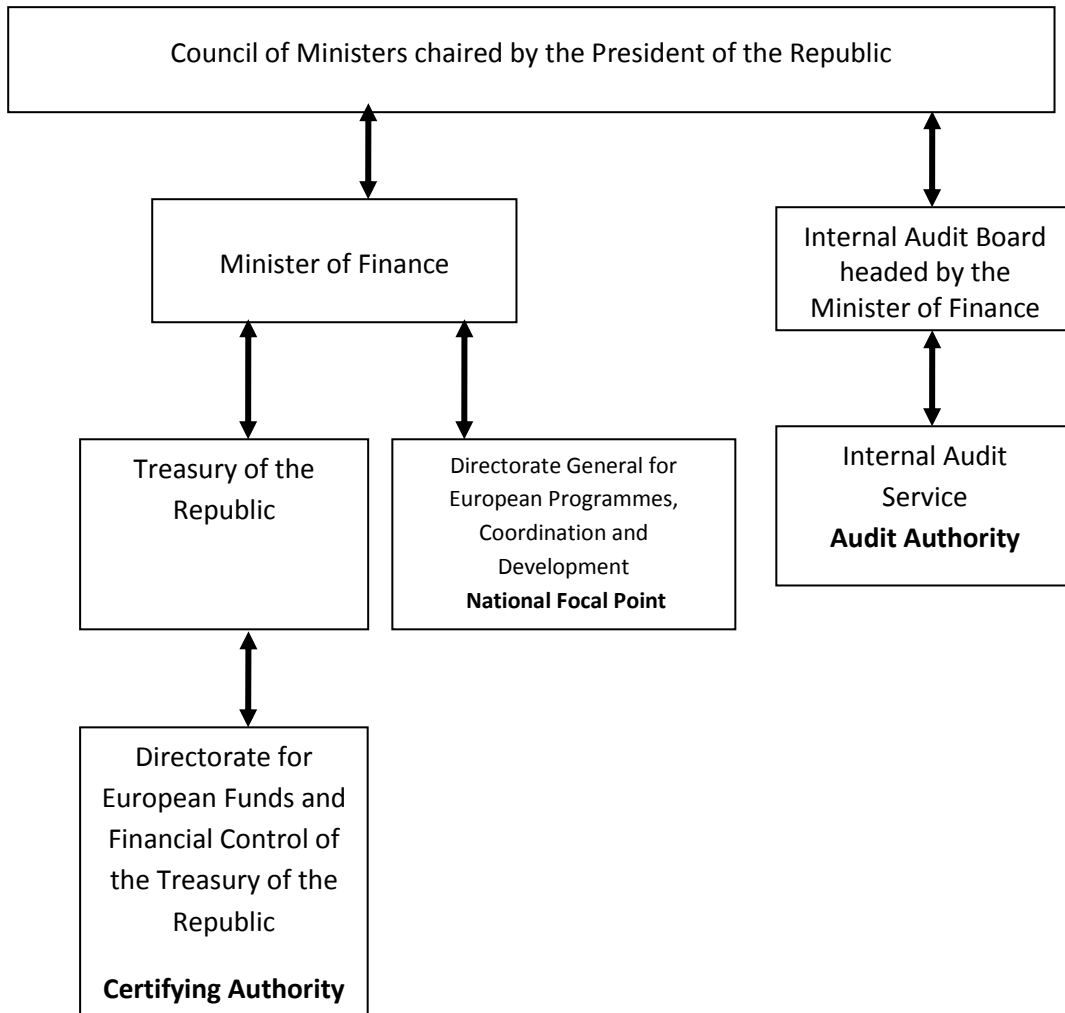 Council of Ministers chaired by the President of the Republic
Minister of Finance
Internal Audit Board
headed by the
Minister of Finance
Treasury of the
Republic
Directorate General for
European Programmes,
Coordination and
Development
National Focal Point
Internal Audit
Service
Audit Authority
Directorate for
European Funds and
Financial Control of
the Treasury of the
Republic
Certifying Authority